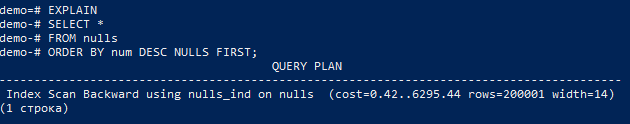 demo=# EXPLAIN
demo-# SELECT *
demo-# FROM nulls
demo-# ORDER BY num DESC NULLS FIRST;
QUERY PLAN
--------------------------------------------------------------------------------
Index Scan Backward using nulls_ind on nulls  (cost=0.42..6295.44 rows=200001 width=14)
(1 строка)